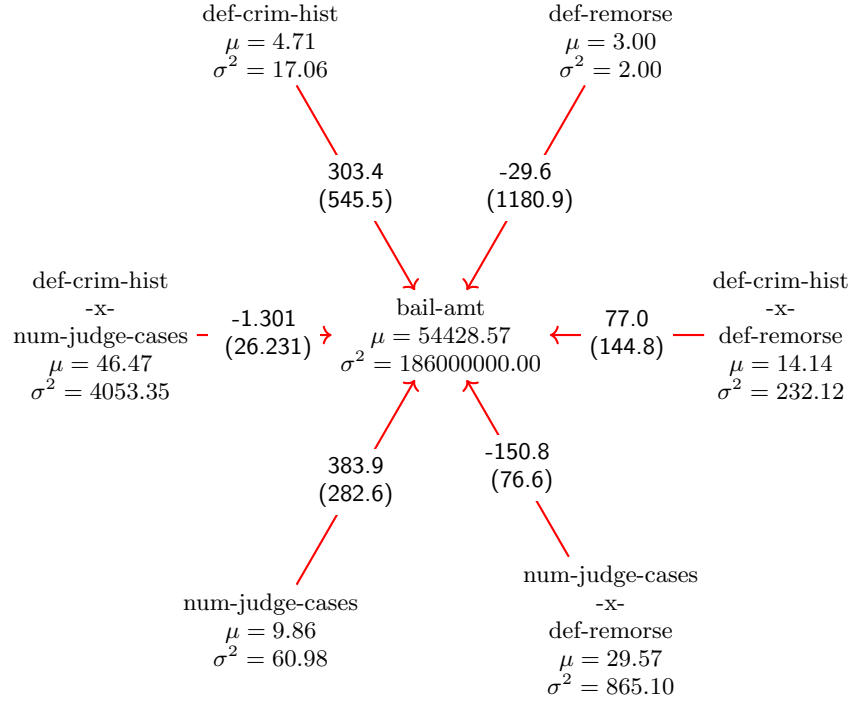 def-crim-hist
μ = 4.71
σ² = 17.06
def-remorse
μ = 3.00
σ² = 2.00
303.4
(545.5)
-29.6
(1180.9)
def-crim-hist
-x-
num-judge-cases
μ = 46.47
σ² = 4053.35
-1.301
(26.231)
bail-amt
μ = 54428.57
σ² = 186000000.00
77.0
(144.8)
def-crim-hist
-x-
def-remorse
μ = 14.14
σ² = 232.12
383.9
(282.6)
-150.8
(76.6)
num-judge-cases
μ = 9.86
σ² = 60.98
num-judge-cases
-x-
def-remorse
μ = 29.57
σ² = 865.10